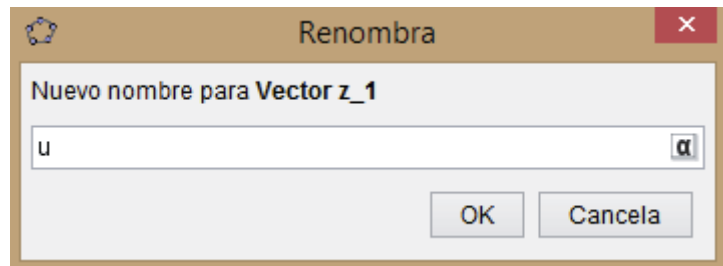 Renombra
Nuevo nombre para Vector z_1
u
α
OK
Cancela